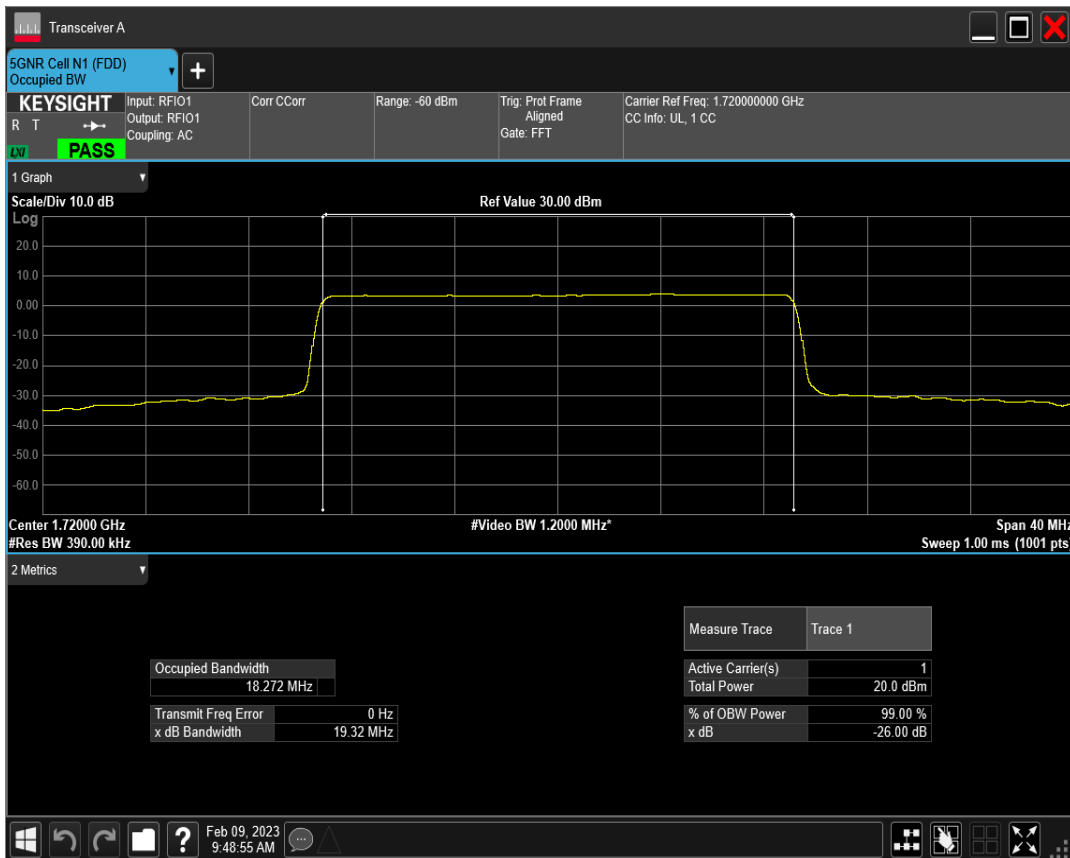 Transceiver A
5GNR Cell N1 (FDD)
Occupied BW
KEYSIGHT
R T
LXI
PASS
Input: RFIO1
Output: RFIO1
Coupling: AC
Corr CCorr
Range: -60 dBm
Trig: Prot Frame
Aligned
Gate: FFT
Carrier Ref Freq: 1.720000000 GHz
CC Info: UL, 1 CC
1 Graph
Scale/Div 10.0 dB
Ref Value 30.00 dBm
Log
20.0
10.0
0.00
-10.0
-20.0
-30.0
-40.0
-50.0
-60.0
Center 1.72000 GHz
#Video BW 1.2000 MHz*
Span 40 MHz
#Res BW 390.00 kHz
Sweep 1.00 ms (1001 pts)
2 Metrics
Measure Trace Trace 1
Occupied Bandwidth
18.272 MHz
Active Carrier(s) 1
Total Power 20.0 dBm
Transmit Freq Error 0 Hz
x dB Bandwidth 19.32 MHz
% of OBW Power 99.00 %
x dB -26.00 dB
?
Feb 09, 2023
9:48:55 AM